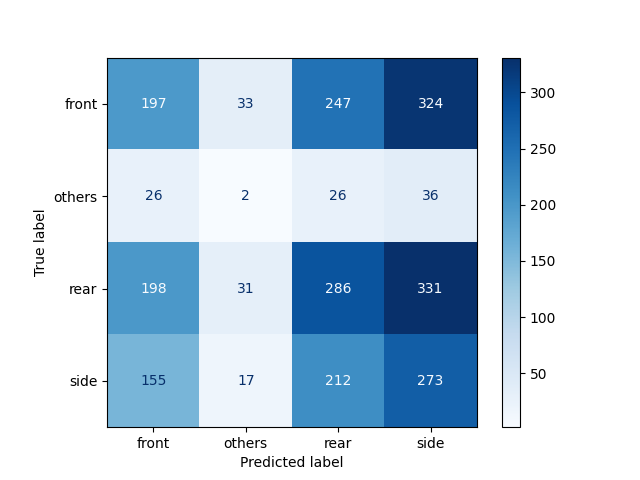 front 197 33 247 324
others 26 2 26 36
rear 198 31 286 331
side 155 17 212 273
front others rear side
Predicted label
True label
300
250
200
150
100
50